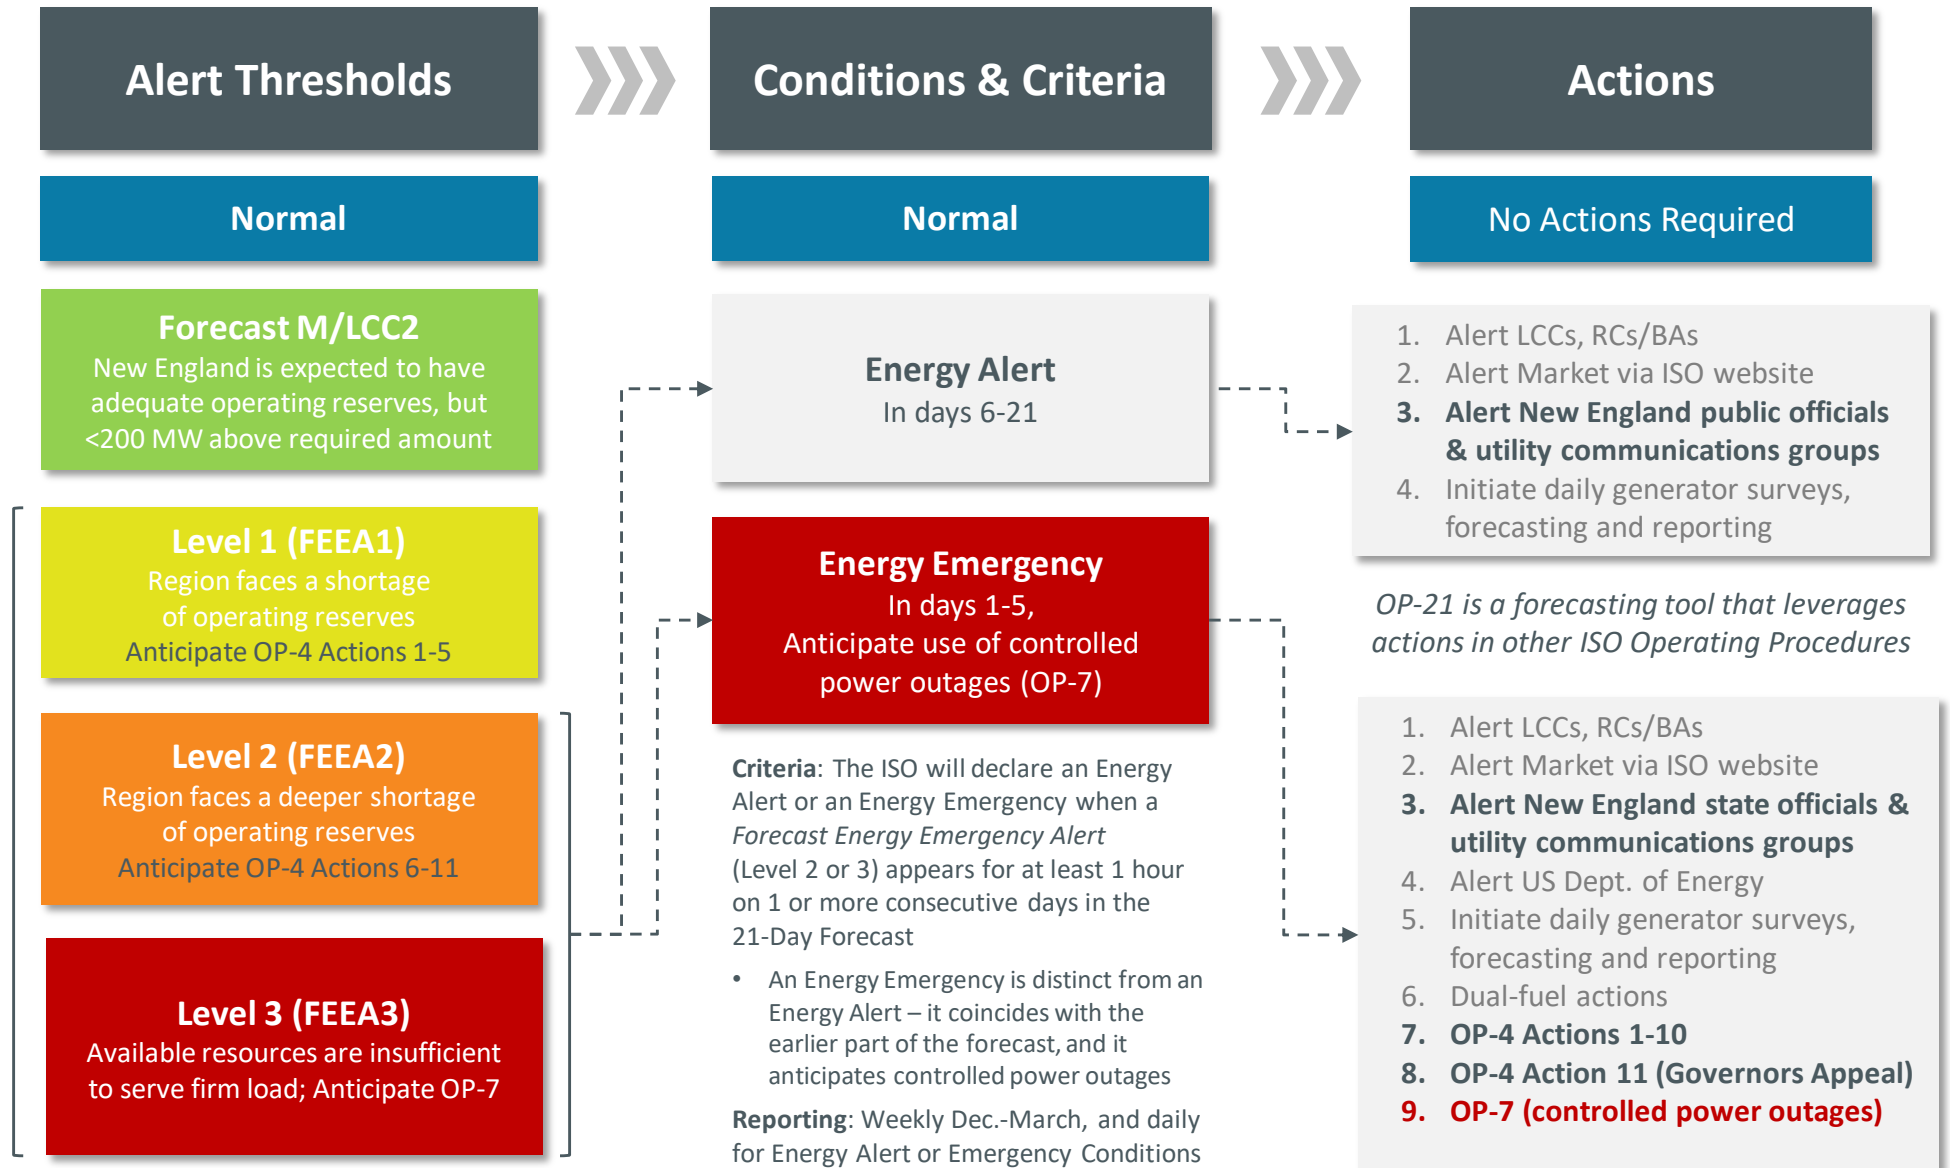 Alert Thresholds
Conditions & Criteria
Actions
Normal
Normal
No Actions Required
Forecast M/LCC2
New England is expected to have
adequate operating reserves, but
<200 MW above required amount
Level 1 (FEEA1)
Region faces a shortage
of operating reserves
Anticipate OP-4 Actions 1-5
Level 2 (FEEA2)
Region faces a deeper shortage
of operating reserves
Anticipate OP-4 Actions 6-11
Level 3 (FEEA3)
Available resources are insufficient
to serve firm load; Anticipate OP-7
Energy Alert
In days 6-21
Energy Emergency
In days 1-5,
Anticipate use of controlled
power outages (OP-7)
Criteria: The ISO will declare an Energy
Alert or an Energy Emergency when a
Forecast Energy Emergency Alert
(Level 2 or 3) appears for at least 1 hour
on 1 or more consecutive days in the
21-Day Forecast
• An Energy Emergency is distinct from an
Energy Alert – it coincides with the
earlier part of the forecast, and it
anticipates controlled power outages
Reporting: Weekly Dec.-March, and daily
for Energy Alert or Emergency Conditions
1. Alert LCCs, RCs/BAs
2. Alert Market via ISO website
3. Alert New England public officials
& utility communications groups
4. Initiate daily generator surveys,
forecasting and reporting
OP-21 is a forecasting tool that leverages
actions in other ISO Operating Procedures
1. Alert LCCs, RCs/BAs
2. Alert Market via ISO website
3. Alert New England state officials &
utility communications groups
4. Alert US Dept. of Energy
5. Initiate daily generator surveys,
forecasting and reporting
6. Dual-fuel actions
7. OP-4 Actions 1-10
8. OP-4 Action 11 (Governors Appeal)
9. OP-7 (controlled power outages)